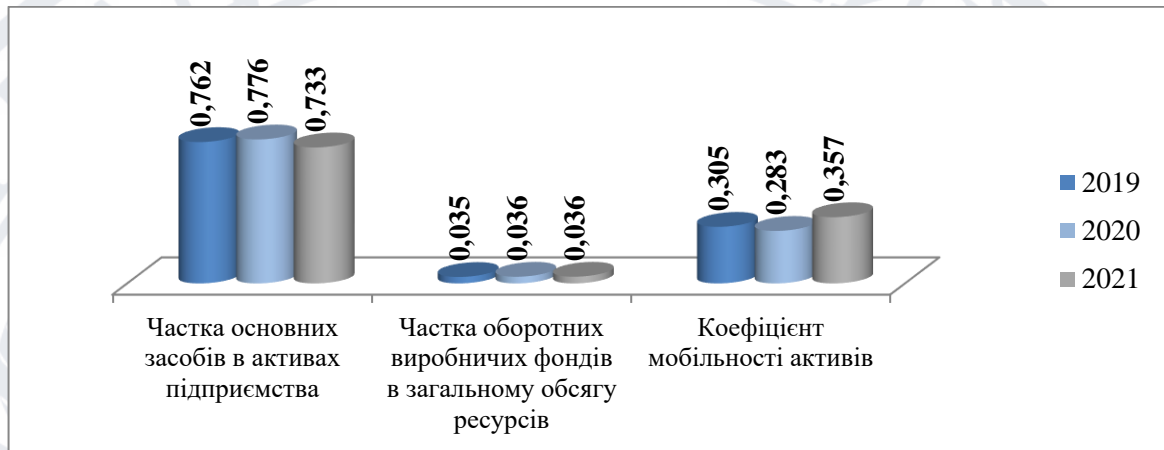 0,762
0,776
0,733
0,035
0,036
0,036
0,305
0,283
0,357
2019
2020
2021
Частка основних
засобів в активах
підприємства
Частка оборотних
виробничих фондів
в загальному обсягу
ресурсів
Коефіцієнт
мобільності активів